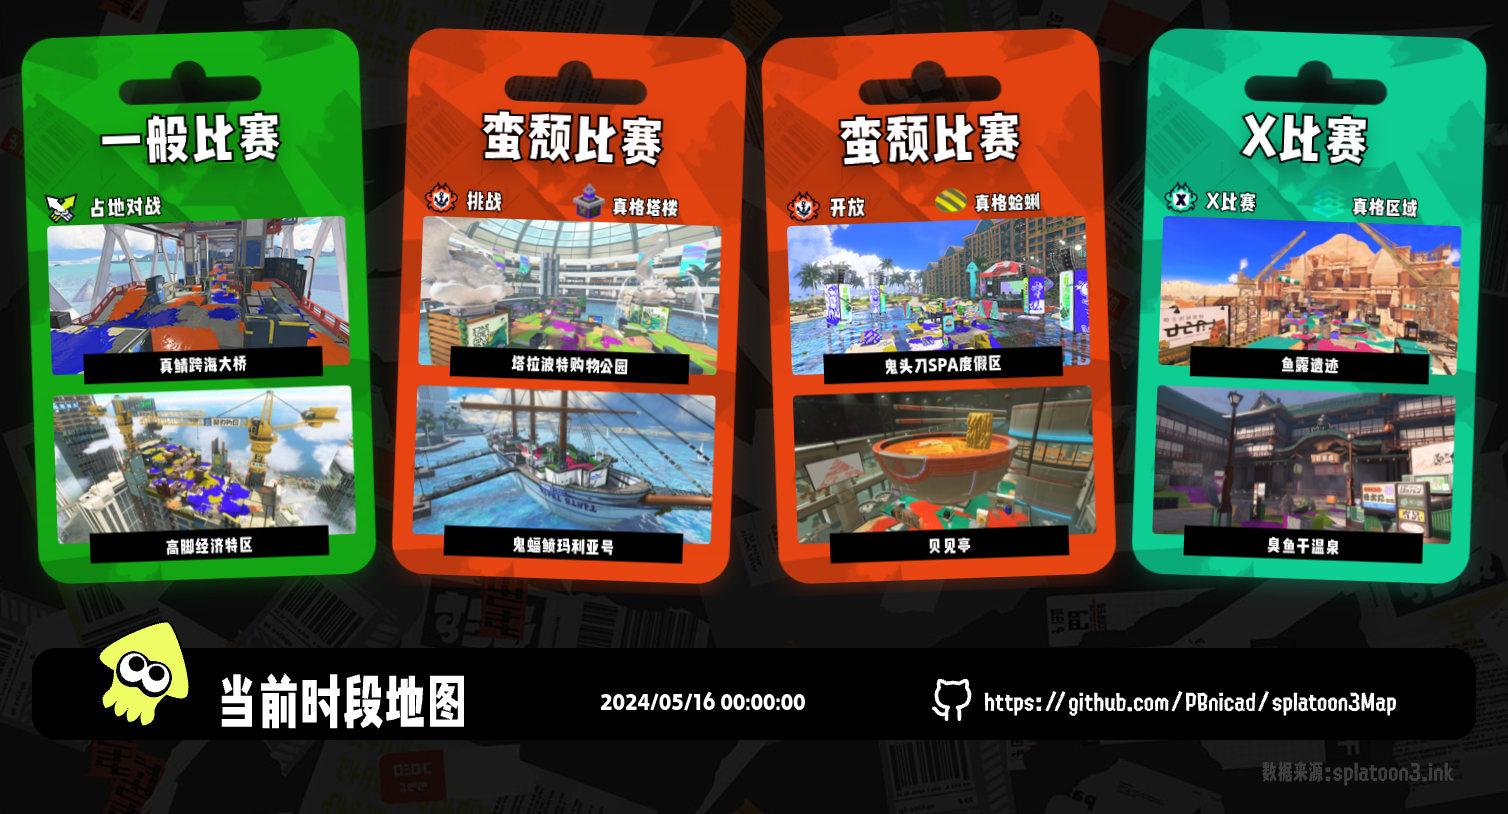 一般比赛
占地对战
真鲭跨海大桥
高脚经济特区
蛮颓比赛
挑战
真格塔楼
塔拉波特购物公园
鬼蝠鲼玛利亚号
蛮颓比赛
开放
真格蛤蜊
鬼头刀SPA度假区
贝贝亭
X比赛
X比赛
真格区域
鱼露遗迹
臭鱼干温泉
当前时段地图
2024/05/16 00:00:00
https://github.com/PBnicad/splatoon3Map
数据来源:splatoon3.ink